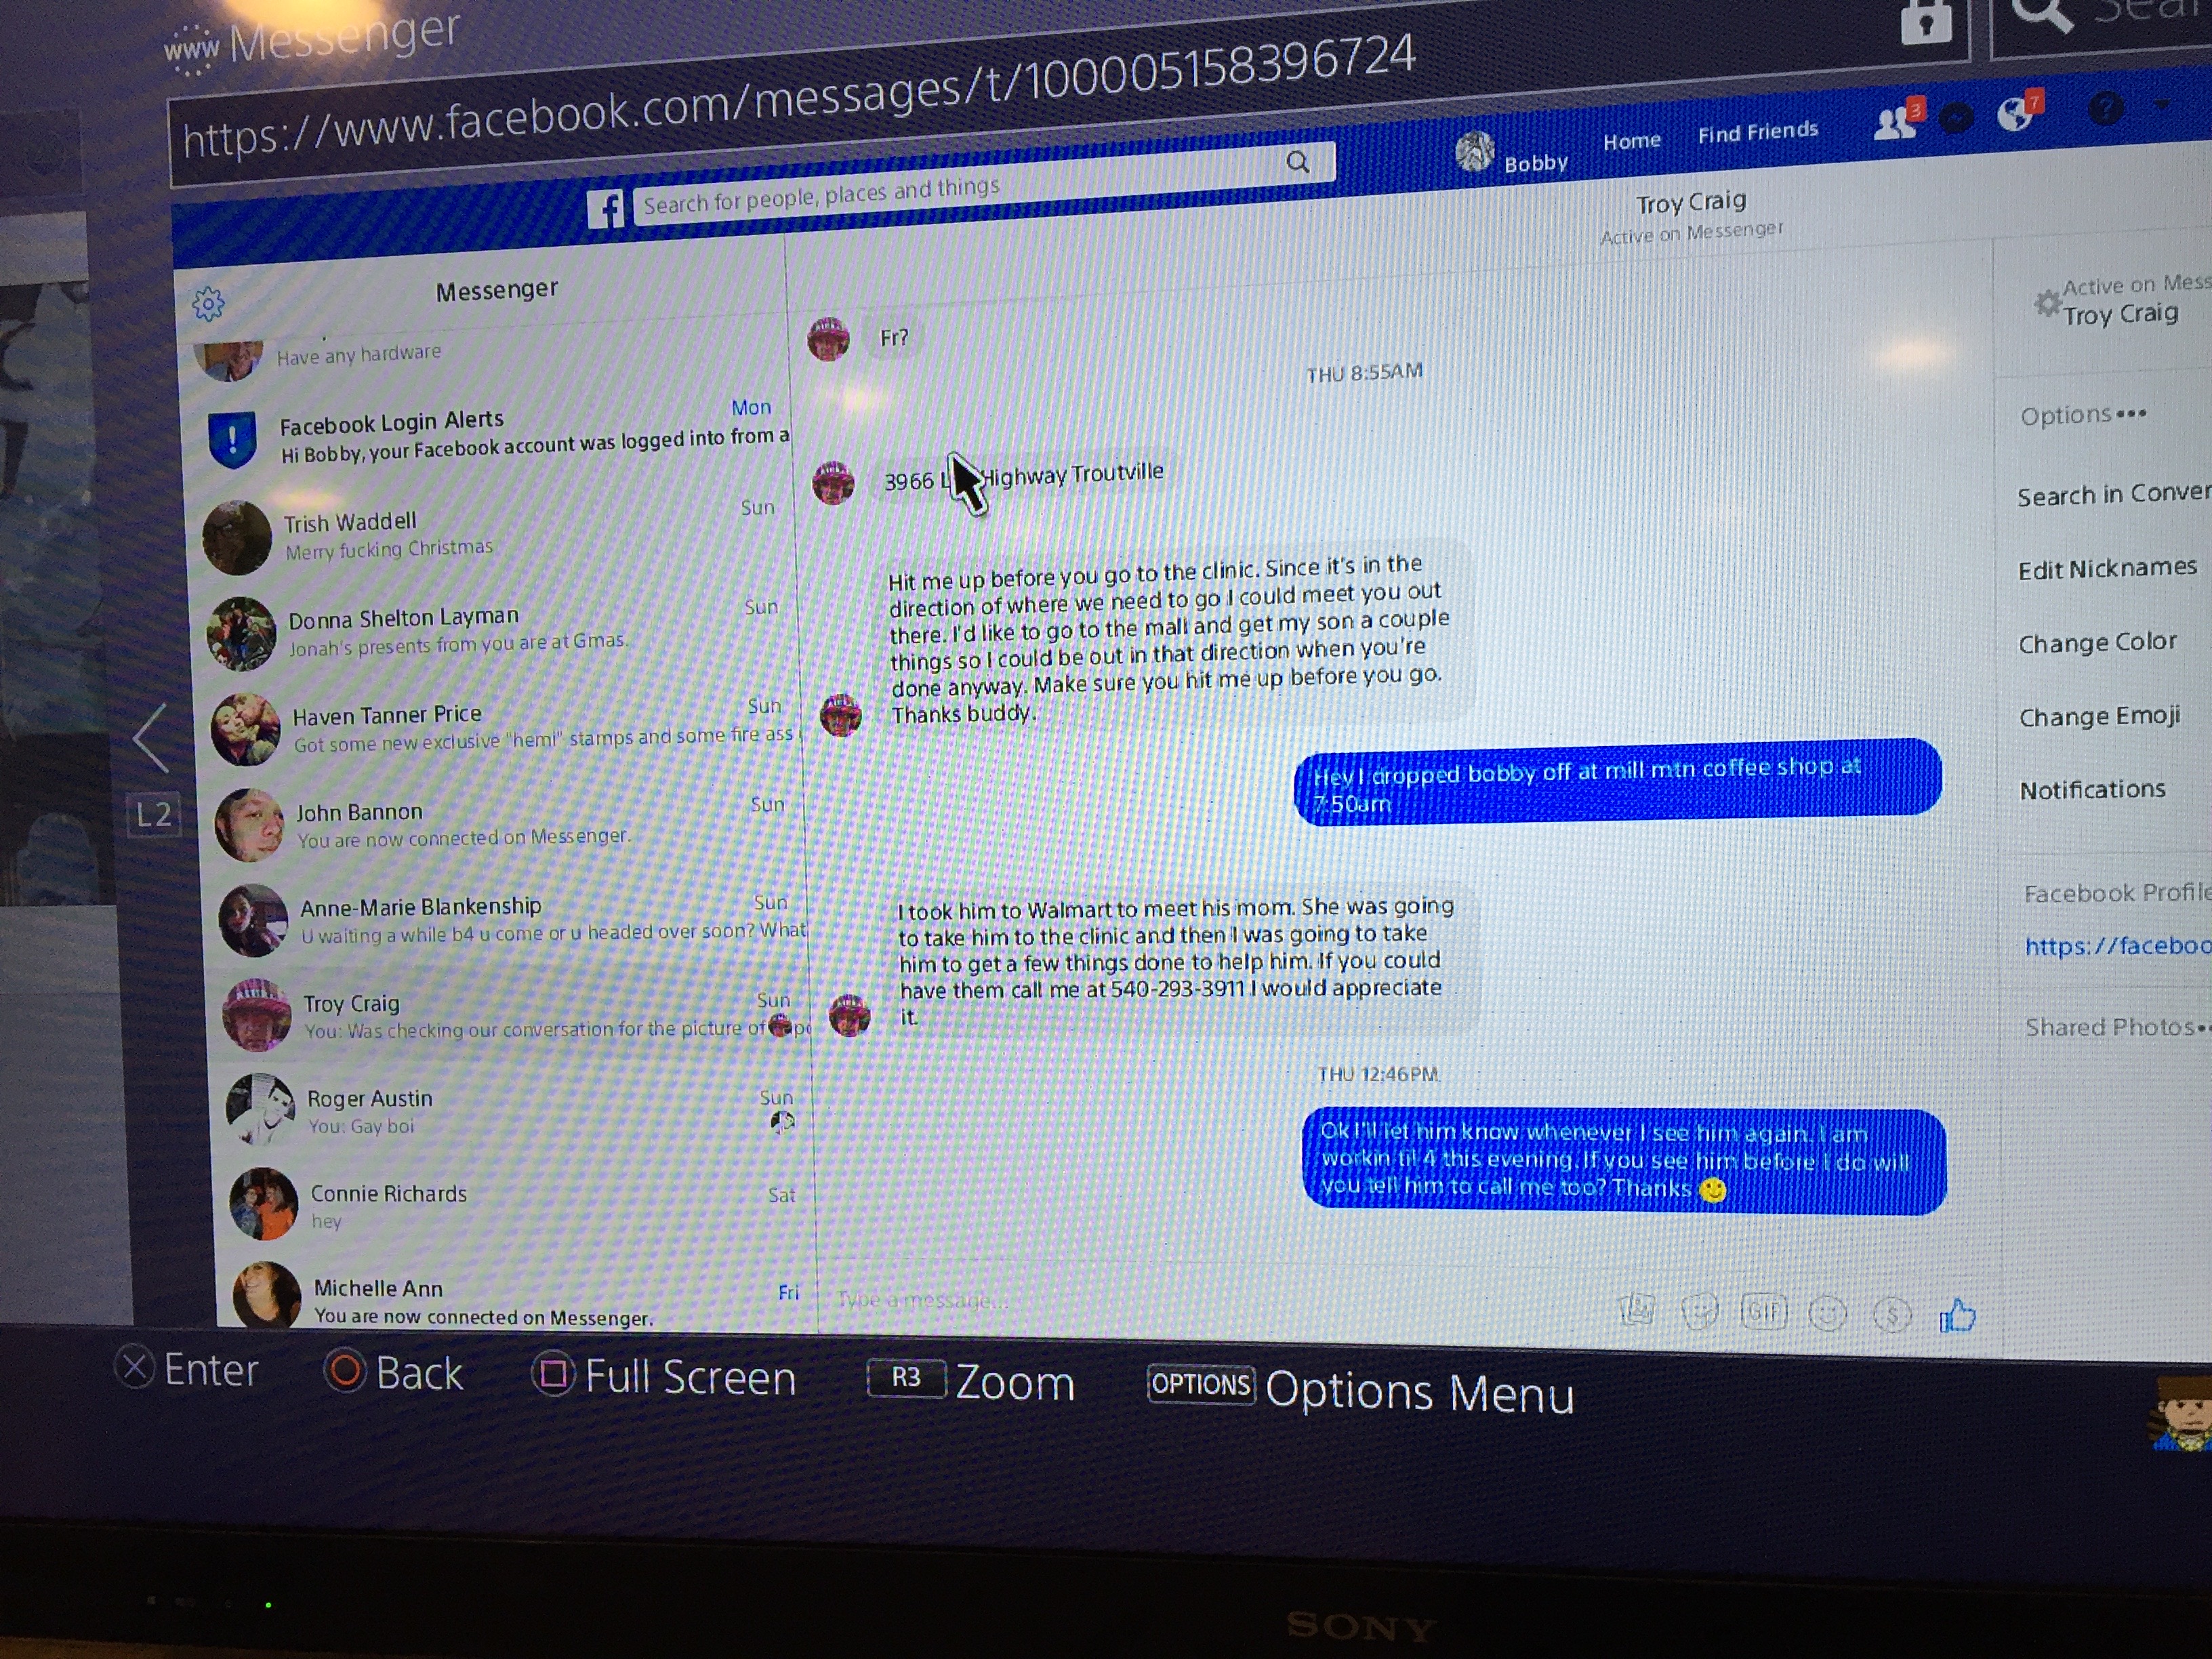 www Messenger
https://www.facebook.com/messages/t/100005158396724
Search for people, places and things
Bobby
Home
Find Friends
3
7
?
Messenger
Have any hardware
Facebook Login Alerts
Mon
Hi Bobby, your Facebook account was logged into from a
Trish Waddell
Sun
Merry fucking Christmas
Donna Shelton Layman
Sun
Jonah's presents from you are at Gmas.
Haven Tanner Price
Sun
Got some new exclusive "hemi" stamps and some fire ass
John Bannon
Sun
You are now connected on Messenger.
Anne-Marie Blankenship
Sun
U waiting a while b4 u come or u headed over soon? What
Troy Craig
Sun
You: Was checking our conversation for the picture of
Roger Austin
Sun
You: Gay boi
Connie Richards
Sat
hey
Michelle Ann
Fri
You are now connected on Messenger.
Troy Craig
Active on Messenger
Fr?
THU 8:55AM
3966 Highway Troutville
Hit me up before you go to the clinic. Since it's in the
direction of where we need to go I could meet you out
there. I'd like to go to the mall and get my son a couple
things so I could be out in that direction when you're
done anyway. Make sure you hit me up before you go.
Thanks buddy.
Hey I dropped bobby off at mill mtn coffee shop at
7:50am
I took him to Walmart to meet his mom. She was going
to take him to the clinic and then I was going to take
him to get a few things done to help him. If you could
have them call me at 540-293-3911 I would appreciate
it.
THU 12:46PM
Ok I'll let him know whenever I see him again. I am
workin til 4 this evening. If you see him before I do will
you tell him to call me too? Thanks
Type a message...
GIF
$
Active on Mess
Troy Craig
Options
Search in Conver
Edit Nicknames
Change Color
Change Emoji
Notifications
Facebook Profile
https://faceboo
Shared Photos
L2
Enter
Back
Full Screen
R3 Zoom
OPTIONS Options Menu
SONY